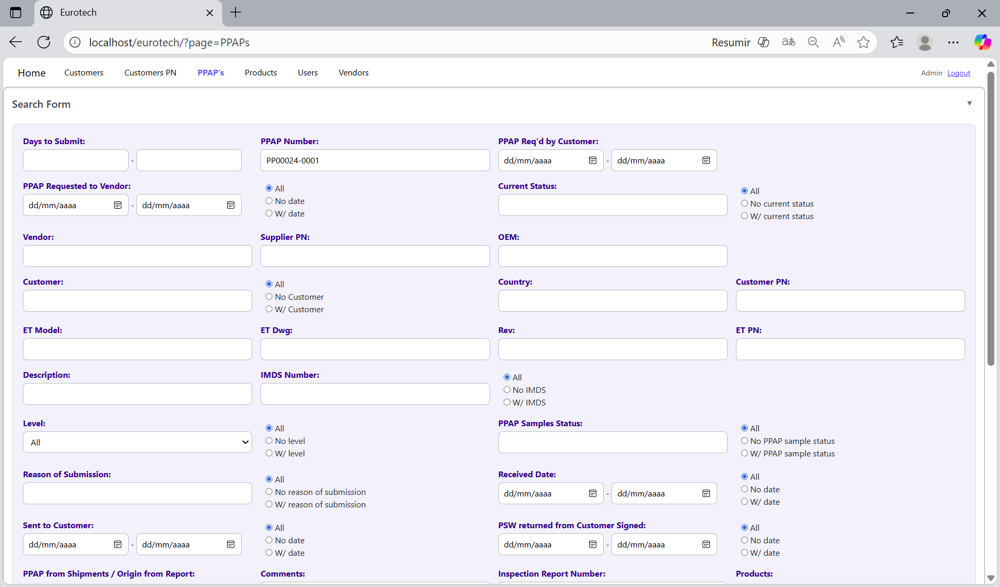 Eurotech
localhost/eurotech/?page=PPAPs
Resumir
aあ
A
Home Customers Customers PN PPAP's Products Users Vendors Admin Logout
Search Form
Days to Submit: PPAP Number: PPAP Req'd by Customer:
- PP00024-0001 dd/mm/aaaa - dd/mm/aaaa
PPAP Requested to Vendor: All Current Status: All
dd/mm/aaaa - dd/mm/aaaa No date No current status
W/ date W/ current status
Vendor: Supplier PN: OEM:
Customer: All Country: Customer PN:
No Customer
W/ Customer
ET Model: ET Dwg: Rev: ET PN:
Description: IMDS Number: All
No IMDS
W/ IMDS
Level: All PPAP Samples Status: All
All No level No PPAP sample status
W/ level W/ PPAP sample status
Reason of Submission: All Received Date: All
No reason of submission dd/mm/aaaa - dd/mm/aaaa No date
W/ reason of submission W/ date
Sent to Customer: All PSW returned from Customer Signed: All
dd/mm/aaaa - dd/mm/aaaa No date dd/mm/aaaa - dd/mm/aaaa No date
W/ date W/ date
PPAP from Shipments / Origin from Report: Comments: Inspection Report Number: Products: